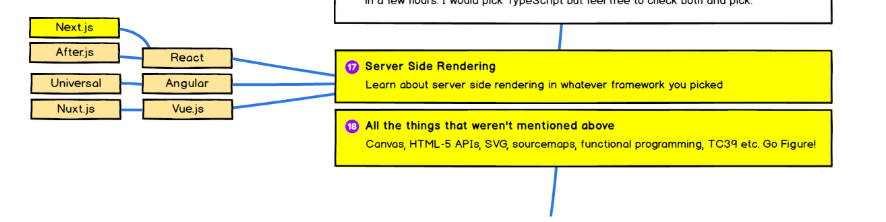 in a few hours. I would pick TypeScript but feel free to check both and pick.
Next.js
After.js
React
Universal
Angular
Nuxt.js
Vue.js
17 Server Side Rendering
Learn about server side rendering in whatever framework you picked
18 All the things that weren't mentioned above
Canvas, HTML-5 APIs, SVG, sourcemaps, functional programming, TC39 etc. Go Figure!